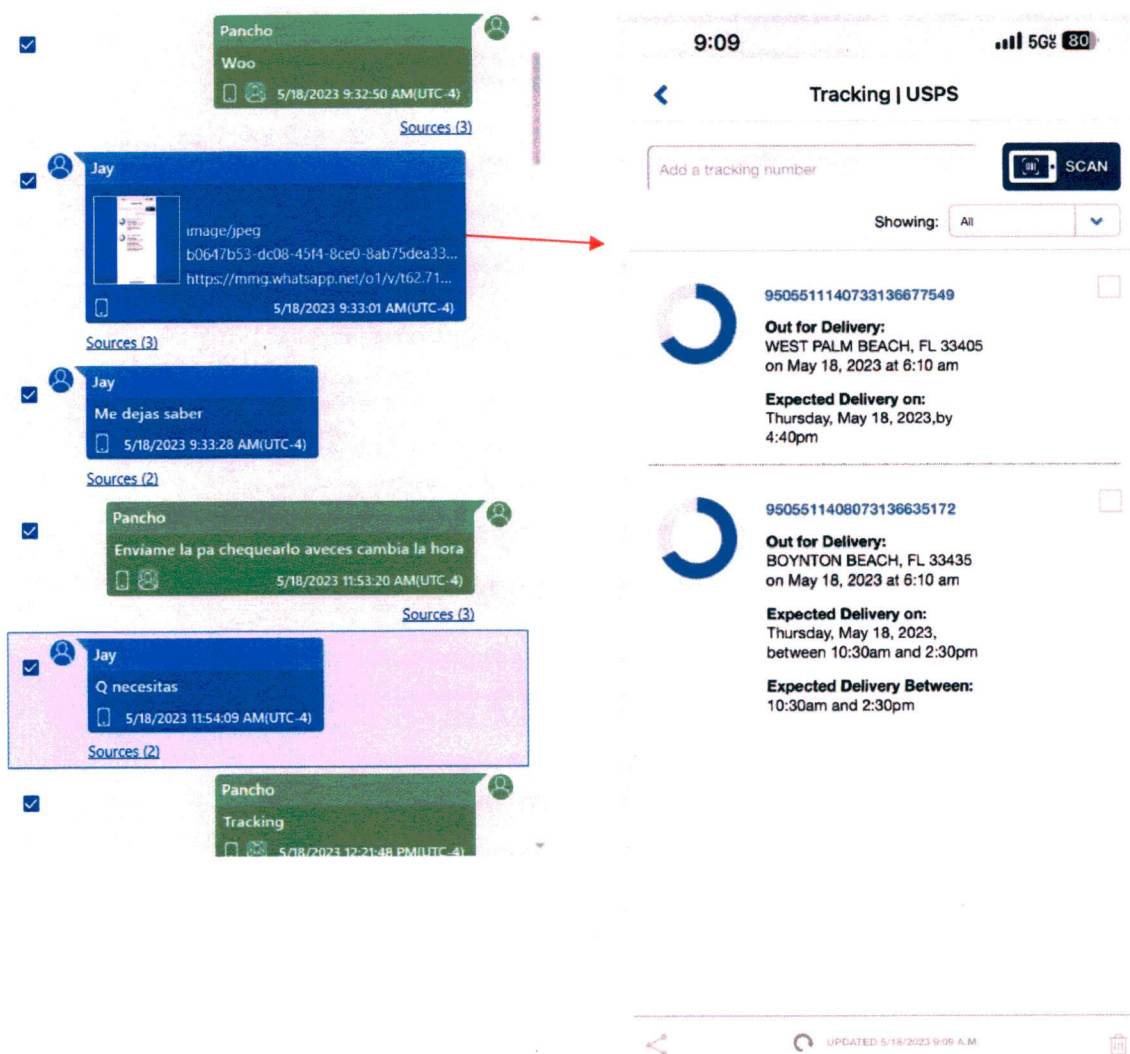 Pancho
Woo
5/18/2023 9:32:50 AM(UTC-4)
Sources (3)
Jay
image/jpeg
b0647b53-dc08-45f4-8ce0-8ab75dea33...
https://mmg.whatsapp.net/o1/v/t62.71...
5/18/2023 9:33:01 AM(UTC-4)
Sources (3)
Jay
Me dejas saber
5/18/2023 9:33:28 AM(UTC-4)
Sources (2)
Pancho
Enviame la pa chequearlo aveces cambia la hora
5/18/2023 11:53:20 AM(UTC-4)
Sources (3)
Jay
Q necesitas
5/18/2023 11:54:09 AM(UTC-4)
Sources (2)
Pancho
Tracking
5/18/2023 12:21:48 PM(UTC-4)
9:09
5G 80
Tracking | USPS
Add a tracking number
SCAN
Showing: All
9505511140733136677549
Out for Delivery:
WEST PALM BEACH, FL 33405
on May 18, 2023 at 6:10 am
Expected Delivery on:
Thursday, May 18, 2023,by
4:40pm
9505511408073136635172
Out for Delivery:
BOYNTON BEACH, FL 33435
on May 18, 2023 at 6:10 am
Expected Delivery on:
Thursday, May 18, 2023,
between 10:30am and 2:30pm
Expected Delivery Between:
10:30am and 2:30pm
UPDATED 5/18/2023 9:09 A.M.